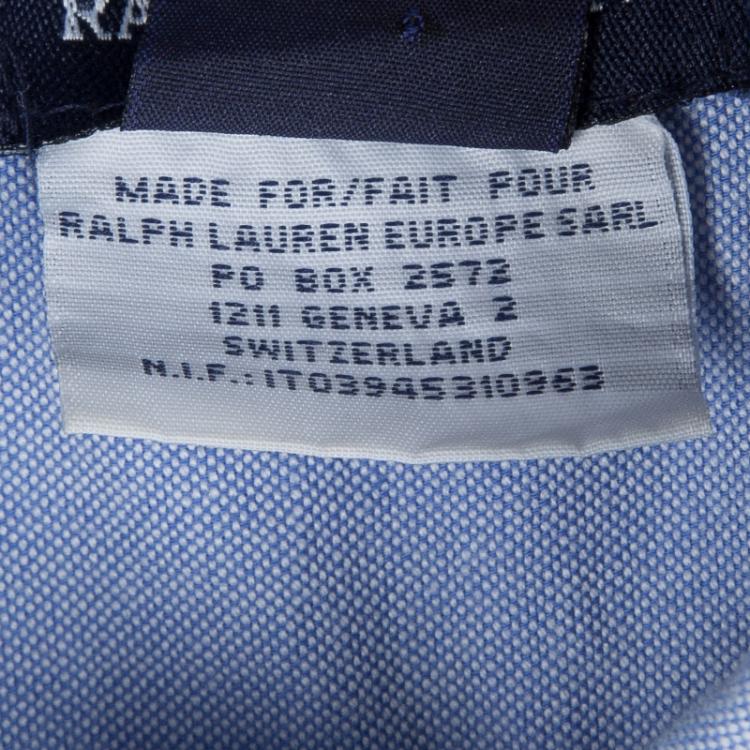 MADE FOR/FAIT POUR
RALPH LAUREN EUROPE SARL
PO BOX 2572
1211 GENEVA 2
SWITZERLAND
N.I.F.:IT03945310963